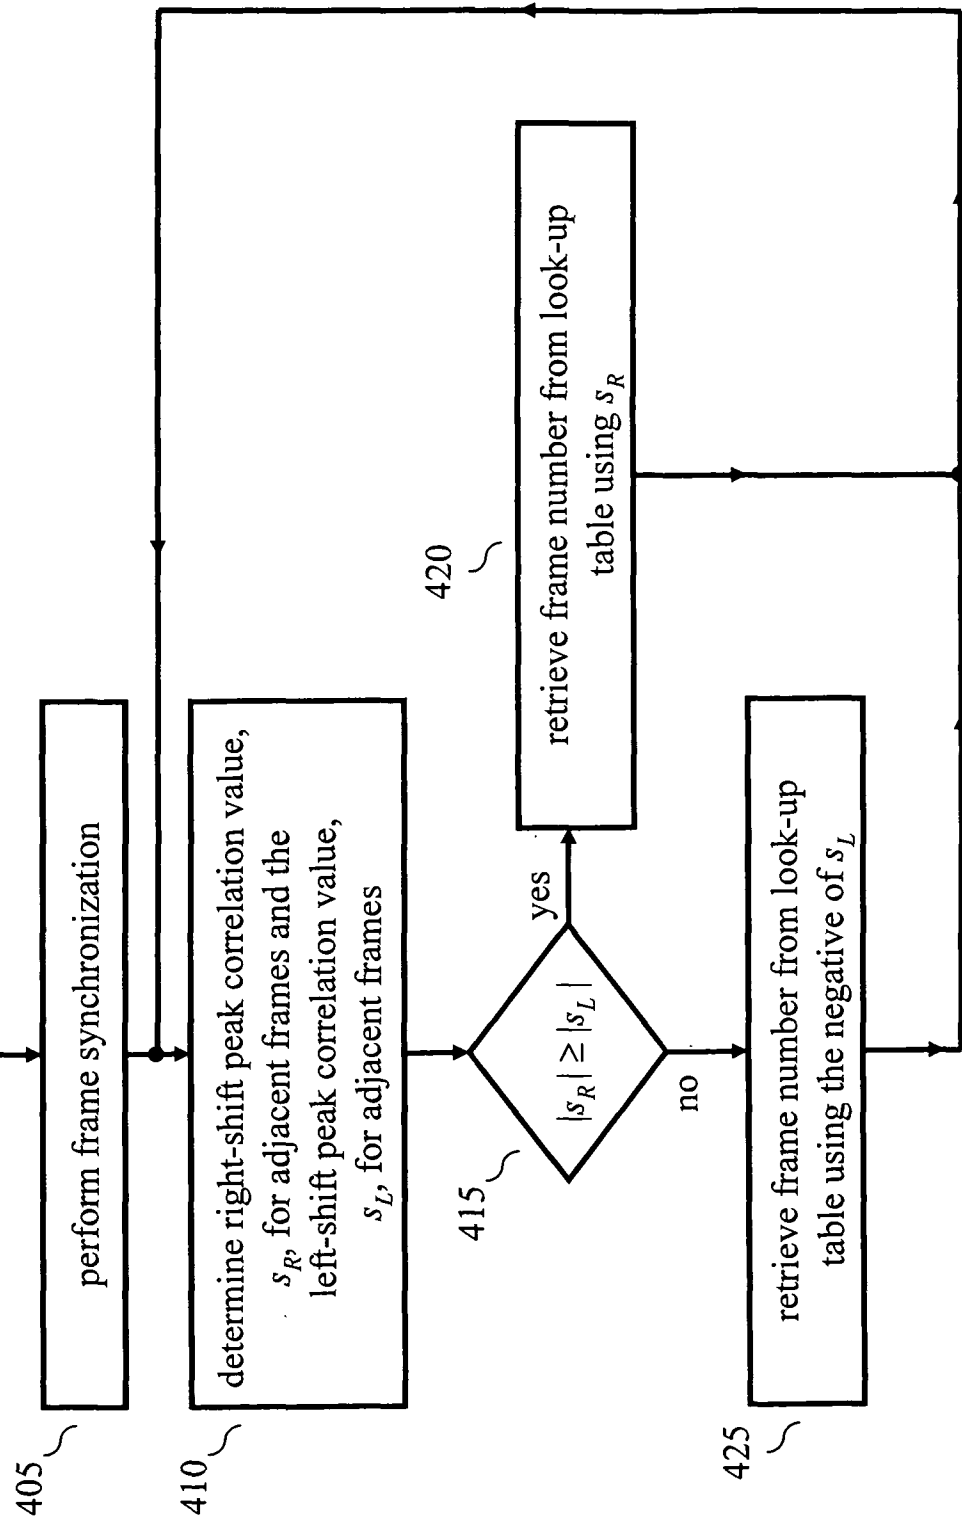 405
perform frame synchronization
410
determine right-shift peak correlation value,
s_R, for adjacent frames and the
left-shift peak correlation value,
s_L, for adjacent frames
415
|s_R| ≥ |s_L|
yes
420
retrieve frame number from look-up
table using s_R
no
425
retrieve frame number from look-up
table using the negative of s_L